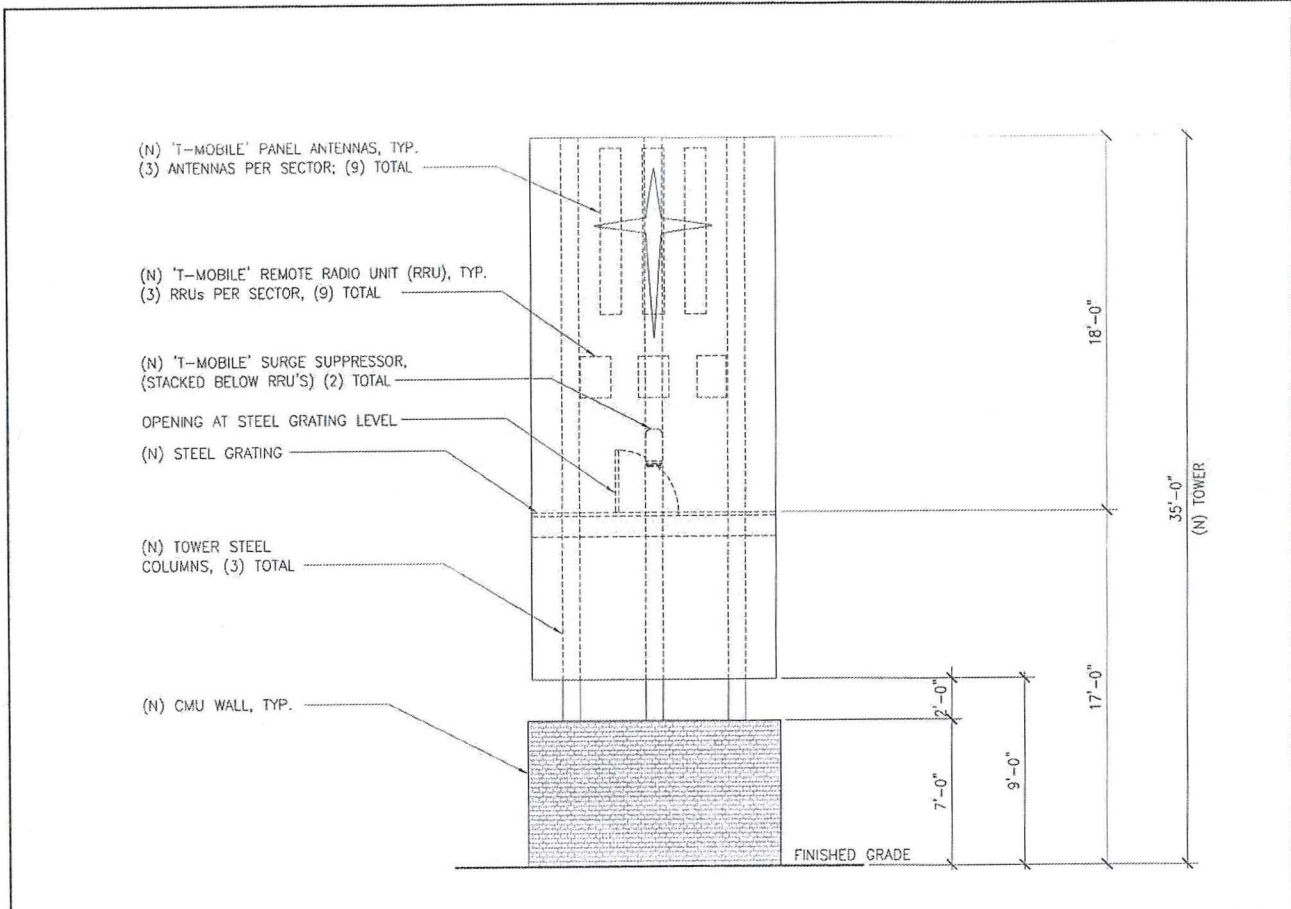 (N) 'T-MOBILE' PANEL ANTENNAS, TYP.
(3) ANTENNAS PER SECTOR; (9) TOTAL
(N) 'T-MOBILE' REMOTE RADIO UNIT (RRU), TYP.
(3) RRUs PER SECTOR, (9) TOTAL
(N) 'T-MOBILE' SURGE SUPPRESSOR,
(STACKED BELOW RRU'S) (2) TOTAL
OPENING AT STEEL GRATING LEVEL
(N) STEEL GRATING
(N) TOWER STEEL
COLUMNS, (3) TOTAL
(N) CMU WALL, TYP.
FINISHED GRADE
2'-0"
7'-0"
9'-0"
18'-0"
17'-0"
35'-0"
(N) TOWER